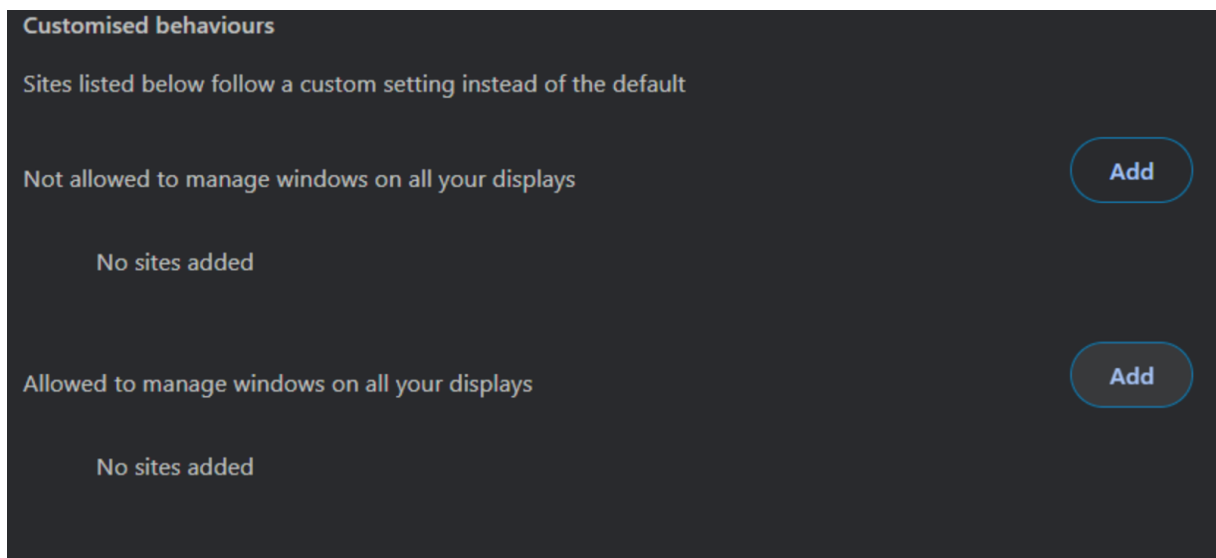 Customised behaviours
Sites listed below follow a custom setting instead of the default
Not allowed to manage windows on all your displays
Add
No sites added
Allowed to manage windows on all your displays
Add
No sites added